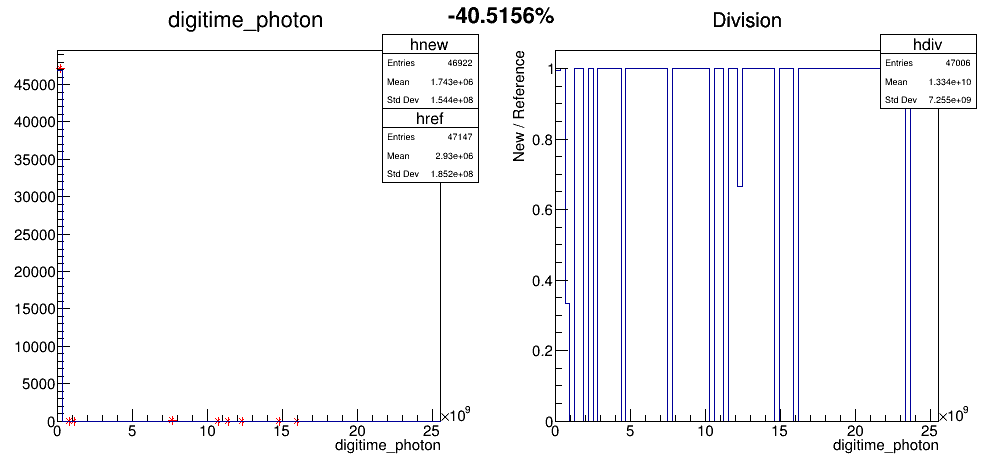 -40.5156%
digitime_photon
hnew
Entries 46922
Mean 1.743e+06
Std Dev 1.544e+08
href
Entries 47147
Mean 2.93e+06
Std Dev 1.852e+08
45000
40000
35000
30000
25000
20000
15000
10000
5000
0
0 5 10 15 20 25
×10⁹
digitime_photon
Division
hdiv
Entries 47006
Mean 1.334e+10
Std Dev 7.255e+09
New / Reference
1
0.8
0.6
0.4
0.2
0
0 5 10 15 20 25
×10⁹
digitime_photon